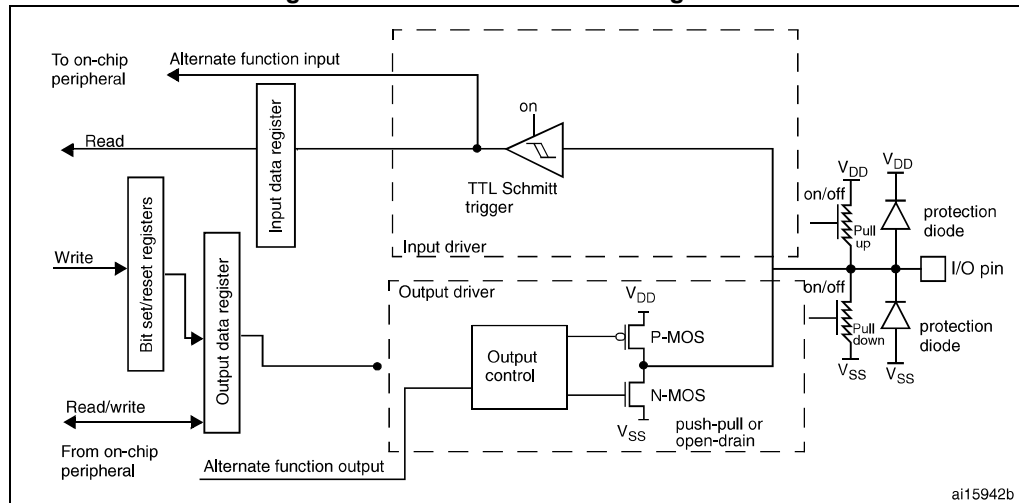 To on-chip
peripheral
Alternate function input
on
Read
Input data register
TTL Schmitt
trigger
Input driver
V_DD
on/off
Pull
up
V_DD
protection
diode
I/O pin
Write
Bit set/reset registers
Output data register
Output driver
V_DD
P-MOS
Output
control
N-MOS
V_SS
push-pull or
open-drain
on/off
Pull
down
V_SS
protection
diode
V_SS
Read/write
From on-chip
peripheral
Alternate function output
ai15942b